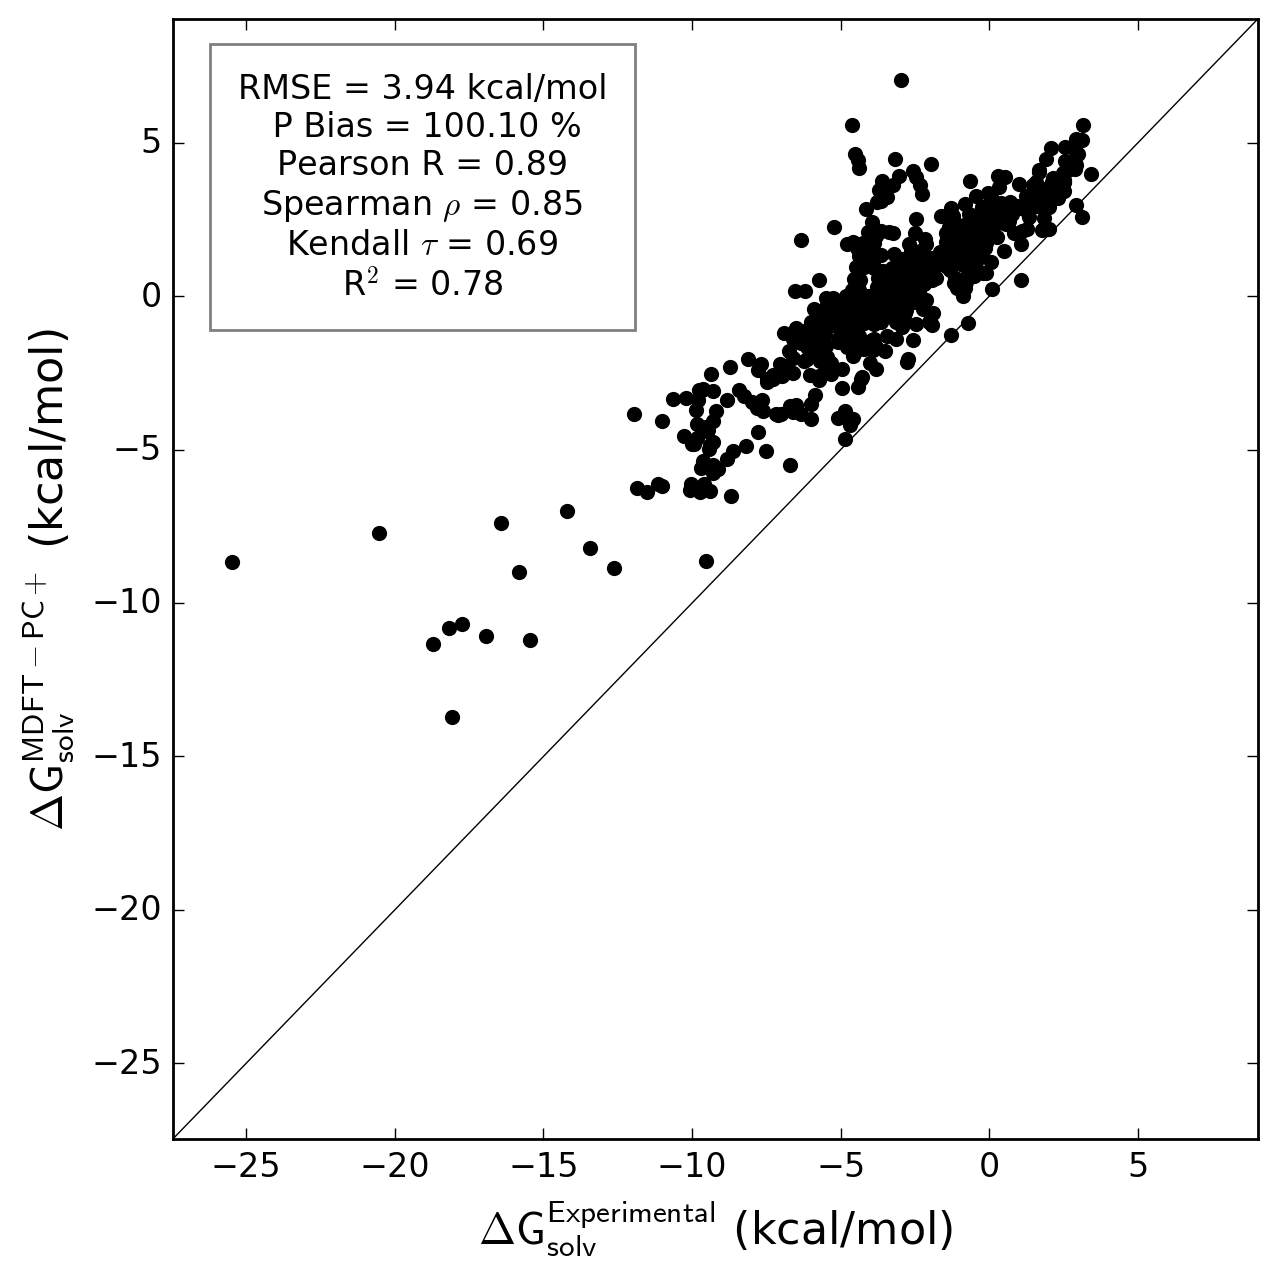 RMSE = 3.94 kcal/mol
P Bias = 100.10 %
Pearson R = 0.89
Spearman ρ = 0.85
Kendall τ = 0.69
R² = 0.78
5
0
−5
−10
−15
−20
−25
ΔG_solv^MDFT−PC+ (kcal/mol)
−25 −20 −15 −10 −5 0 5
ΔG_solv^Experimental (kcal/mol)